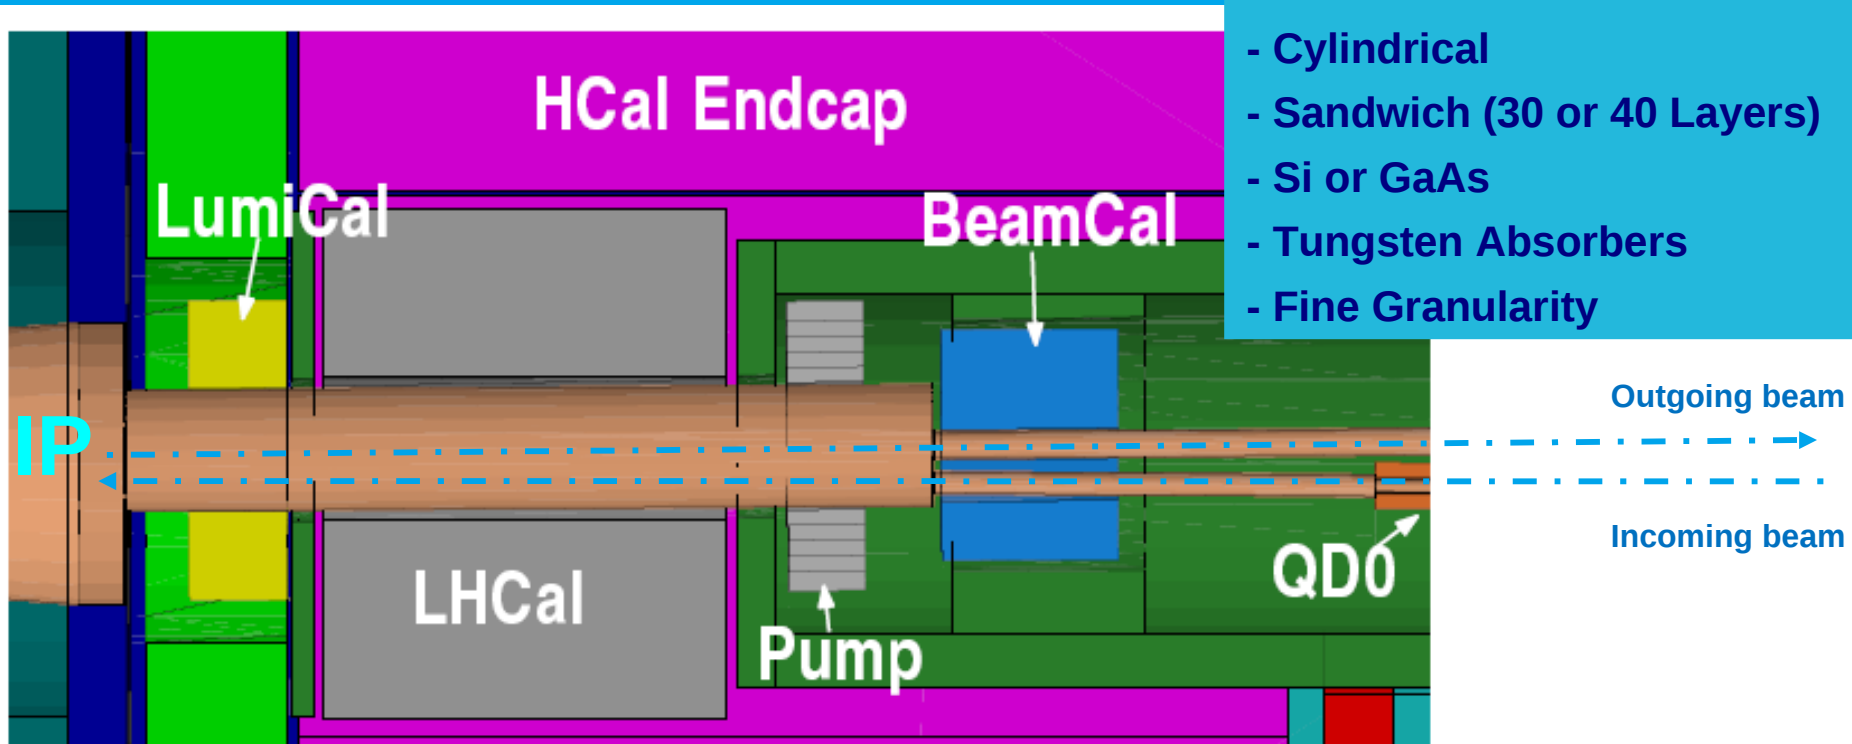 - Cylindrical
- Sandwich (30 or 40 Layers)
- Si or GaAs
- Tungsten Absorbers
- Fine Granularity
HCal Endcap
LumiCal
BeamCal
Outgoing beam
IP
Incoming beam
QD0
LHCal
Pump